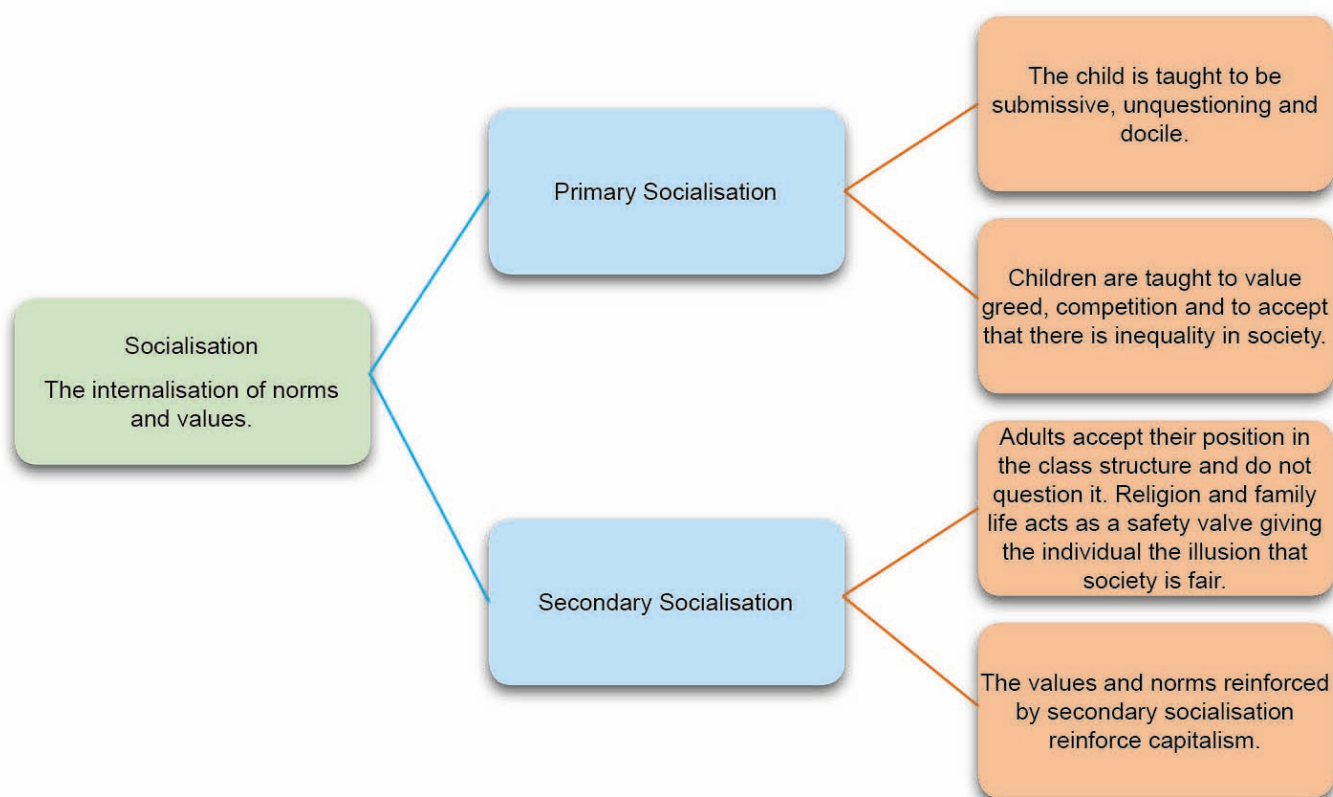 Socialisation
The internalisation of norms
and values.
Primary Socialisation
The child is taught to be
submissive, unquestioning and
docile.
Children are taught to value
greed, competition and to accept
that there is inequality in society.
Secondary Socialisation
Adults accept their position in
the class structure and do not
question it. Religion and family
life acts as a safety valve giving
the individual the illusion that
society is fair.
The values and norms reinforced
by secondary socialisation
reinforce capitalism.